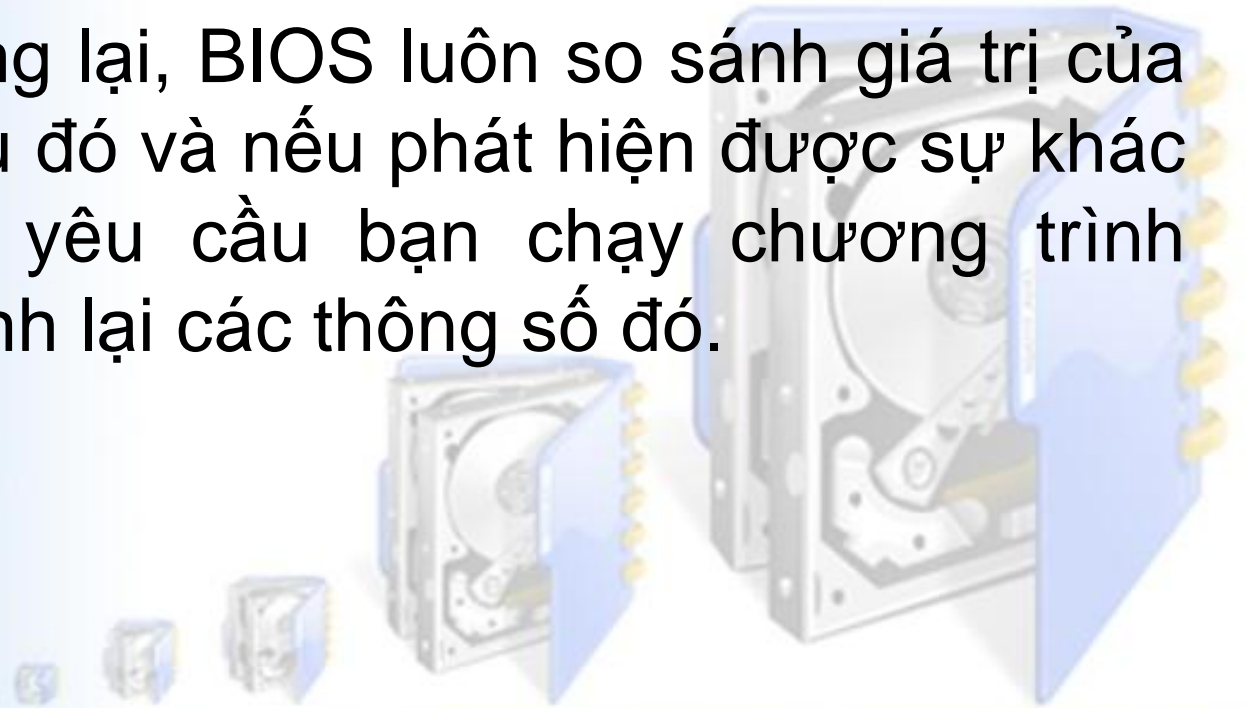 ng lại, BIOS luôn so sánh giá trị của
u đó và nếu phát hiện được sự khác
yêu cầu bạn chạy chương trình
nh lại các thông số đó.